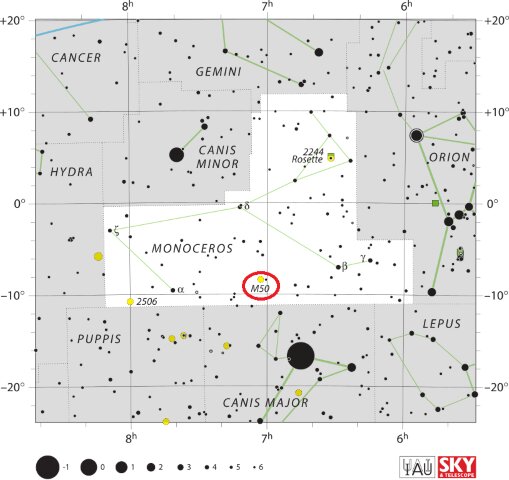 8h 7h 6h
+20° +20°
CANCER
GEMINI
+10° +10°
2244
Rosette
CANIS
MINOR
ORION
HYDRA
0° 0°
δ
ζ
MONOCEROS
γ
β
α
M50
-10° -10°
2506
PUPPIS
LEPUS
-20° -20°
CANIS MAJOR
8h 7h 6h
-1 0 1 2 3 4 5 6
IAU
SKY
& TELESCOPE